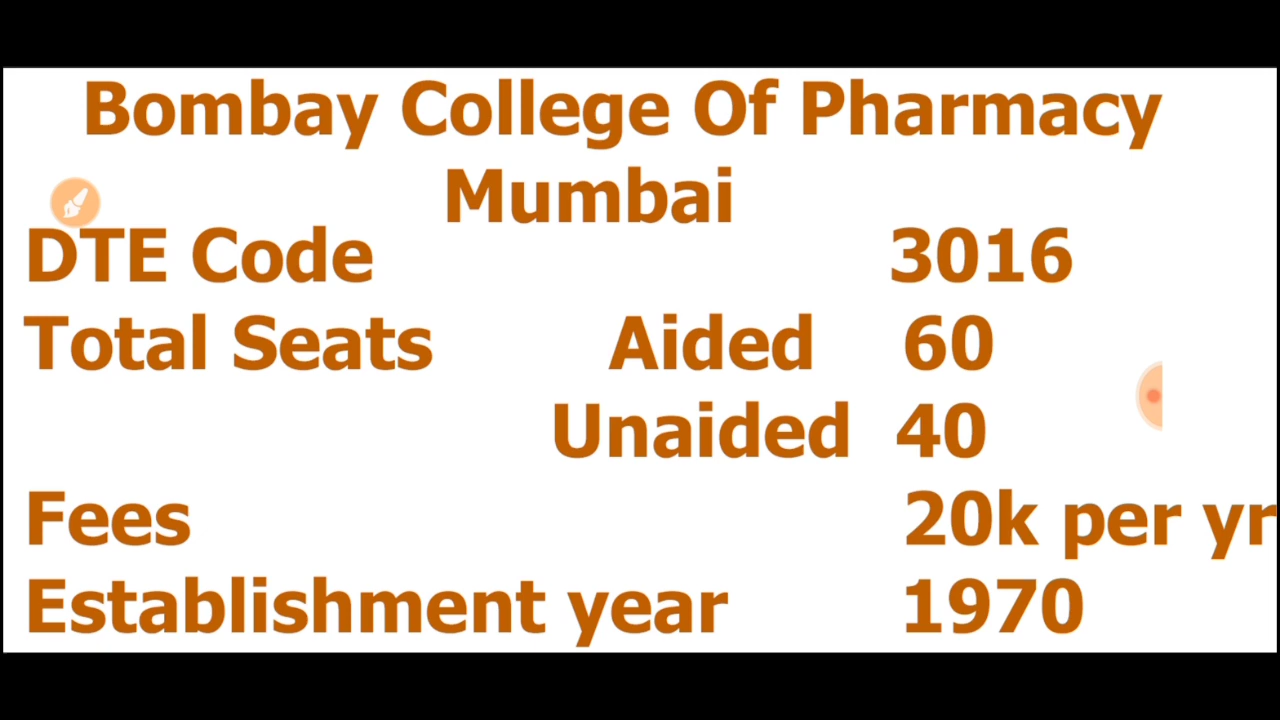 Bombay College Of Pharmacy
Mumbai
DTE Code 3016
Total Seats Aided 60
Unaided 40
Fees 20k per yr
Establishment year 1970